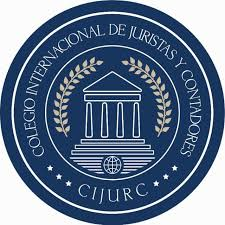 COLEGIO INTERNACIONAL DE JURISTAS Y CONTADORES
CIJURC